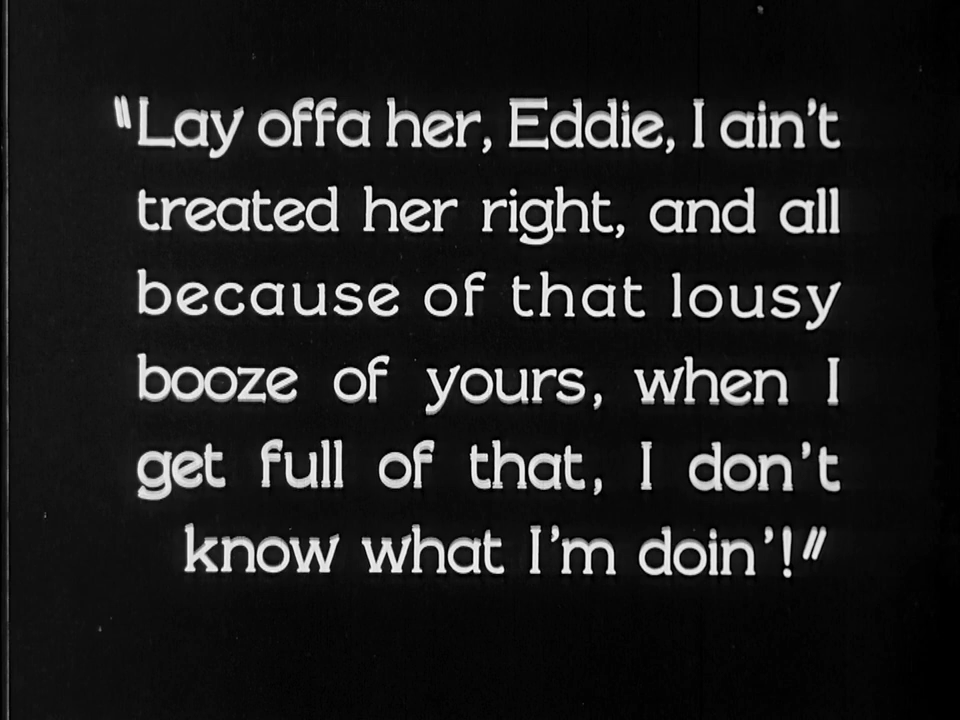 "Lay offa her, Eddie, I ain't
treated her right, and all
because of that lousy
booze of yours, when I
get full of that, I don't
know what I'm doin'!"